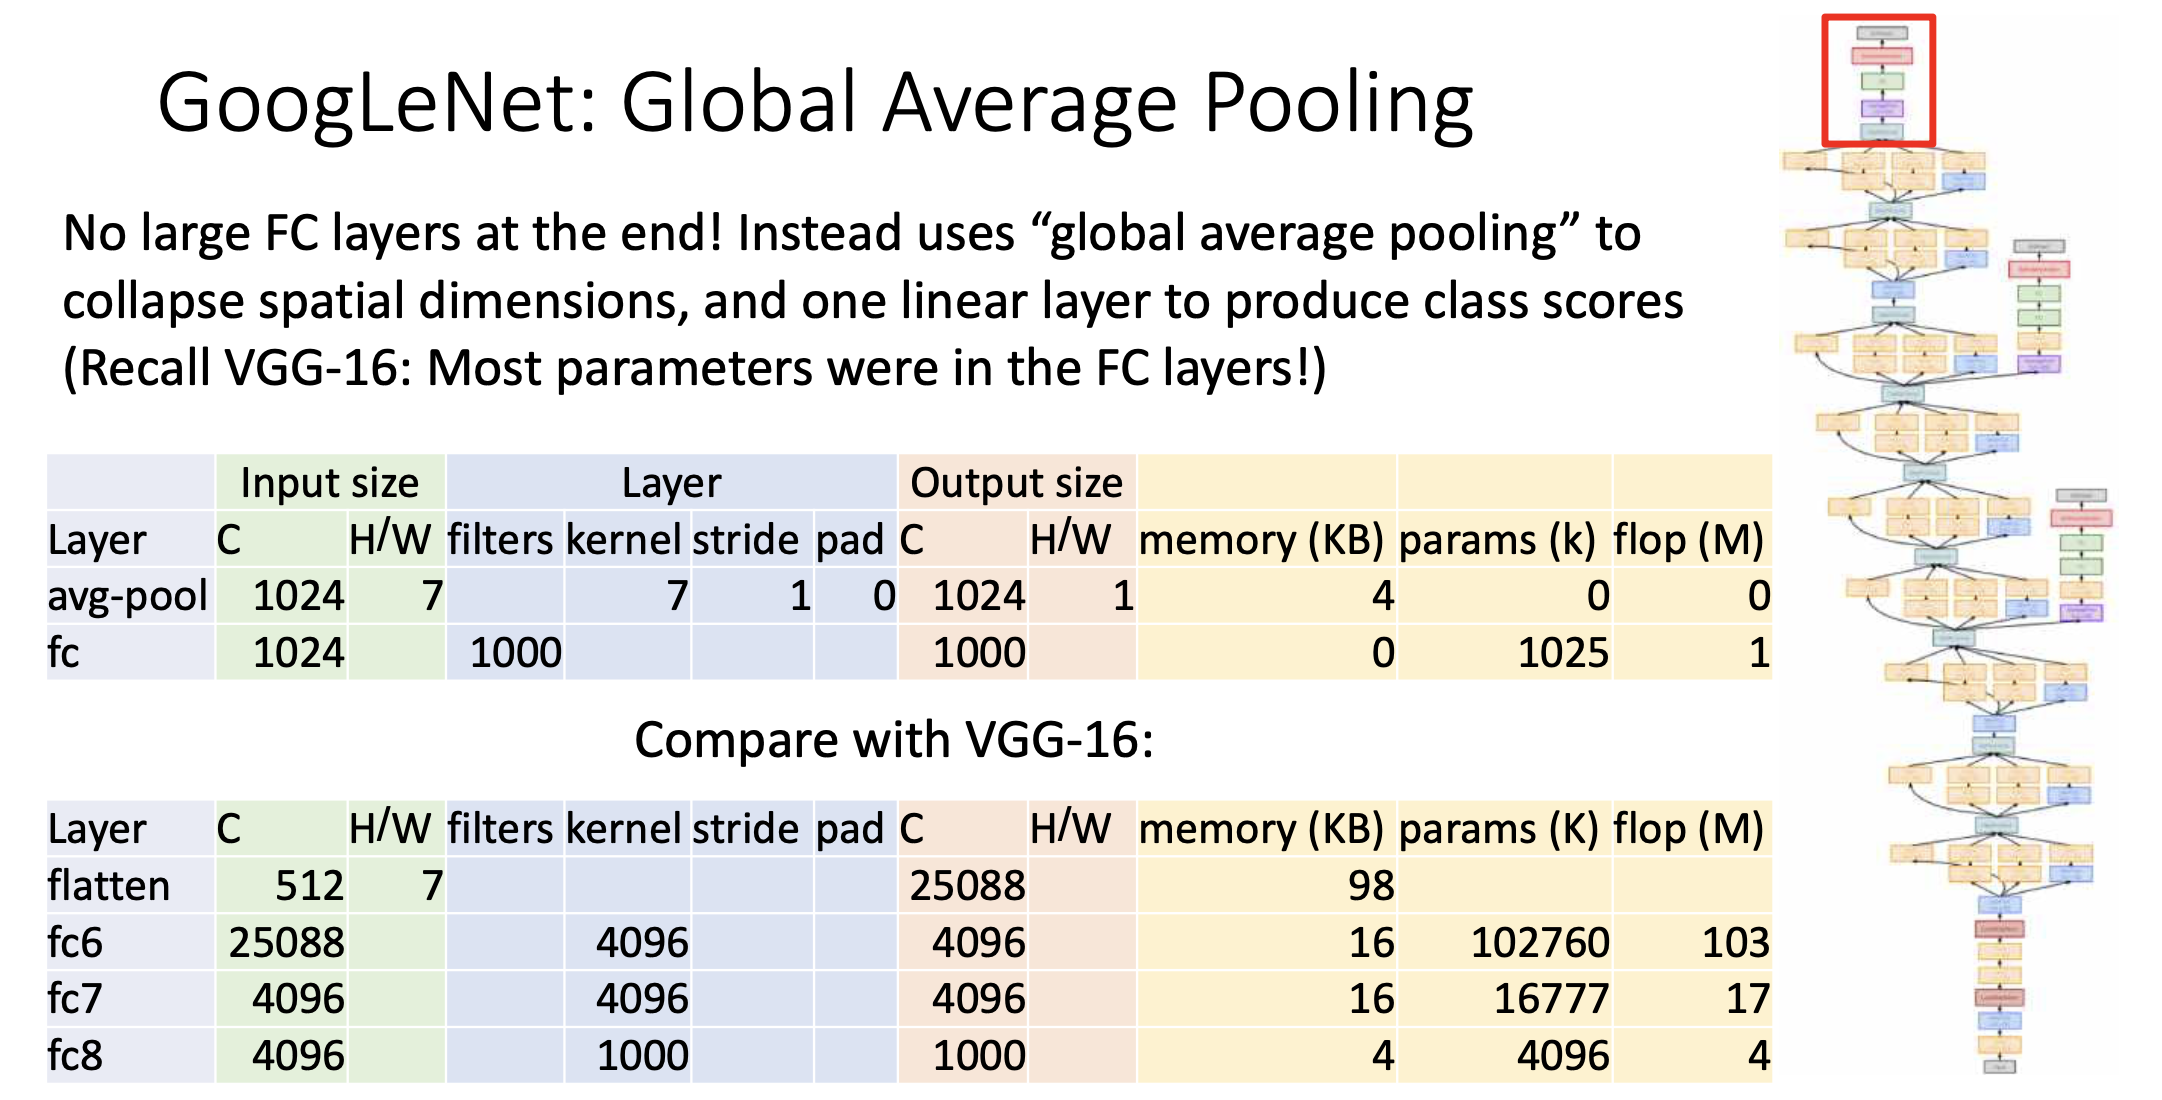 GoogLeNet: Global Average Pooling
No large FC layers at the end! Instead uses “global average pooling” to
collapse spatial dimensions, and one linear layer to produce class scores
(Recall VGG-16: Most parameters were in the FC layers!)
Input size Layer Output size
Layer C H/W filters kernel stride pad C H/W memory (KB) params (k) flop (M)
avg-pool 1024 7 7 1 0 1024 1 4 0 0
fc 1024 1000 1000 0 1025 1
Compare with VGG-16:
Layer C H/W filters kernel stride pad C H/W memory (KB) params (K) flop (M)
flatten 512 7 25088 98
fc6 25088 4096 4096 16 102760 103
fc7 4096 4096 4096 16 16777 17
fc8 4096 1000 1000 4 4096 4